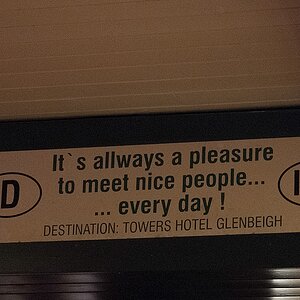 It`s allways a pleasure
to meet nice people...
... every day !
D
DESTINATION: TOWERS HOTEL GLENBEIGH